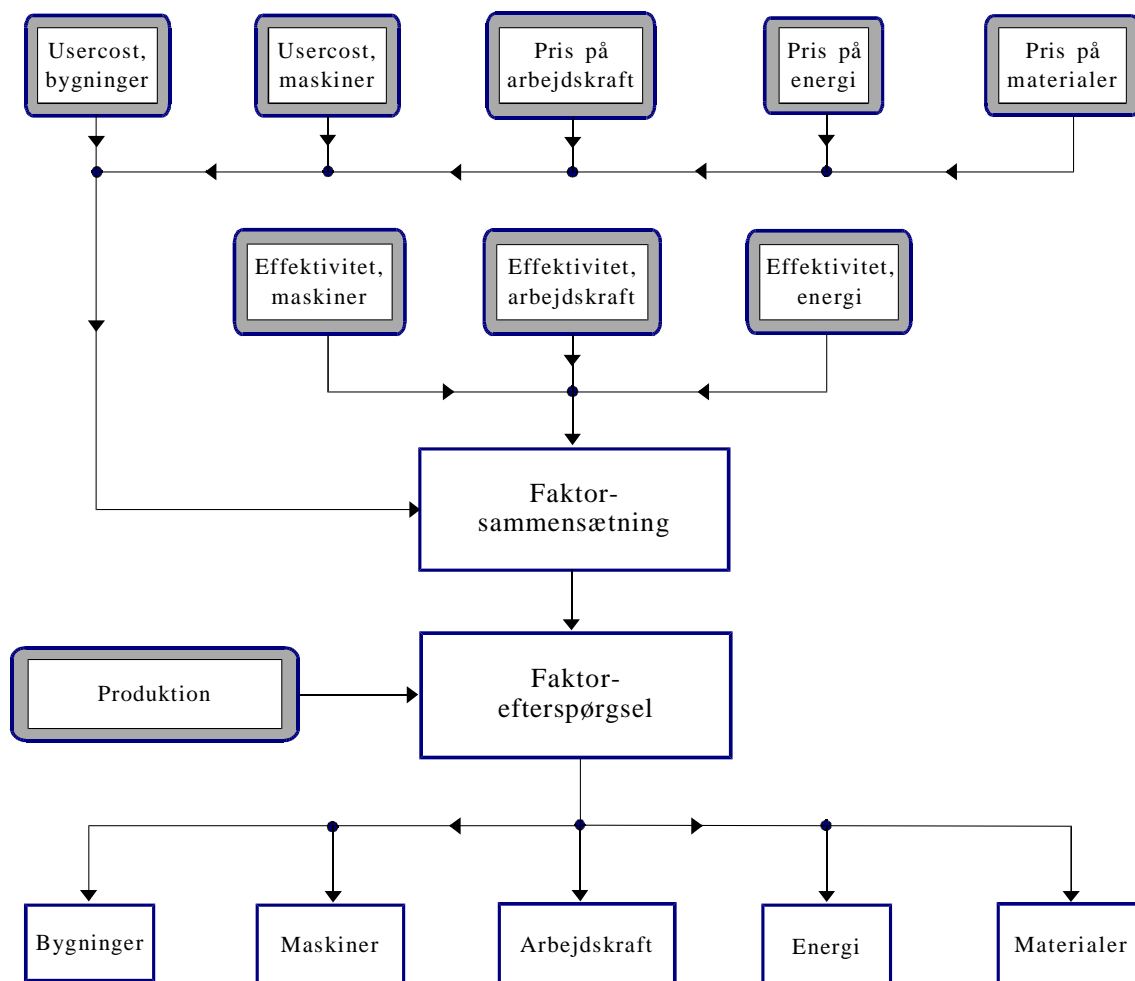 Usercost,
bygninger
Usercost,
maskiner
Pris på
arbejdskraft
Pris på
energi
Pris på
materialer
Effektivitet,
maskiner
Effektivitet,
arbejdskraft
Effektivitet,
energi
Faktor-
sammensætning
Produktion
Faktor-
efterspørgsel
Bygninger
Maskiner
Arbejdskraft
Energi
Materialer